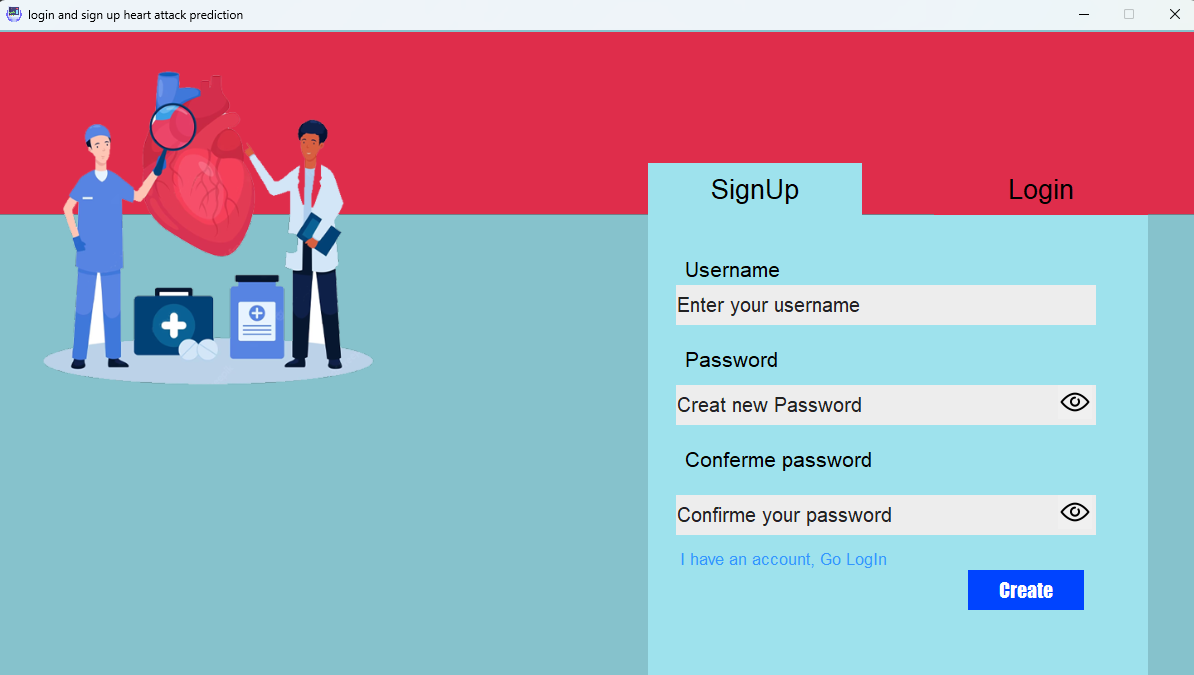 login and sign up heart attack prediction
SignUp
Login
Username
Enter your username
Password
Creat new Password
Conferme password
Confirme your password
I have an account, Go LogIn
Create